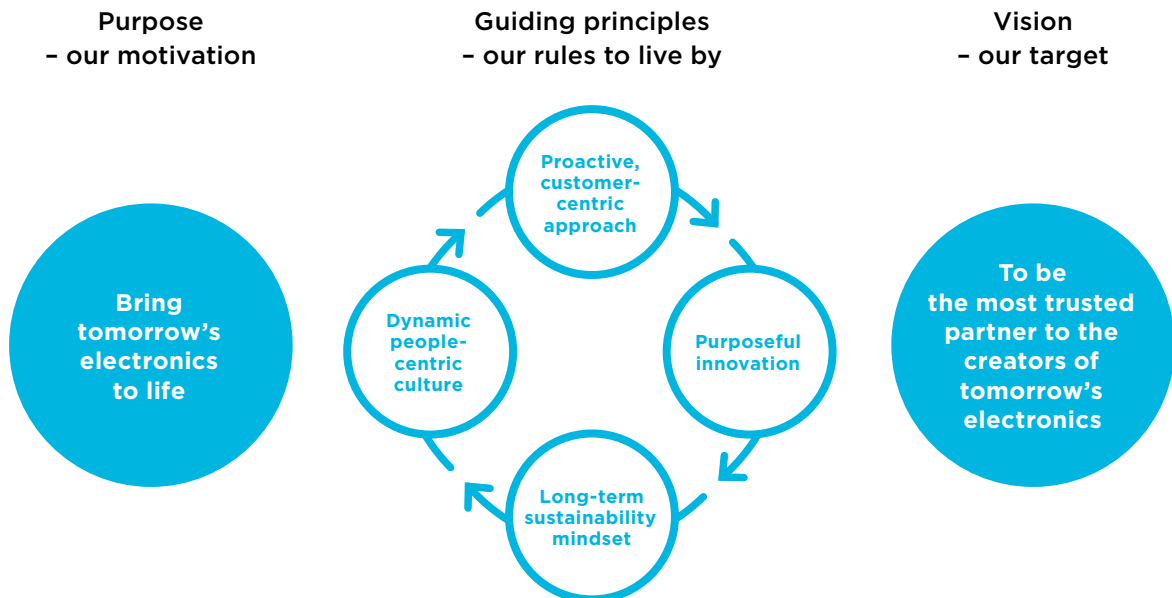 Purpose
– our motivation
Guiding principles
– our rules to live by
Vision
– our target
Bring
tomorrow’s
electronics
to life
Proactive,
customer-
centric
approach
Purposeful
innovation
Long-term
sustainability
mindset
Dynamic
people-
centric
culture
To be
the most trusted
partner to the
creators of
tomorrow’s
electronics